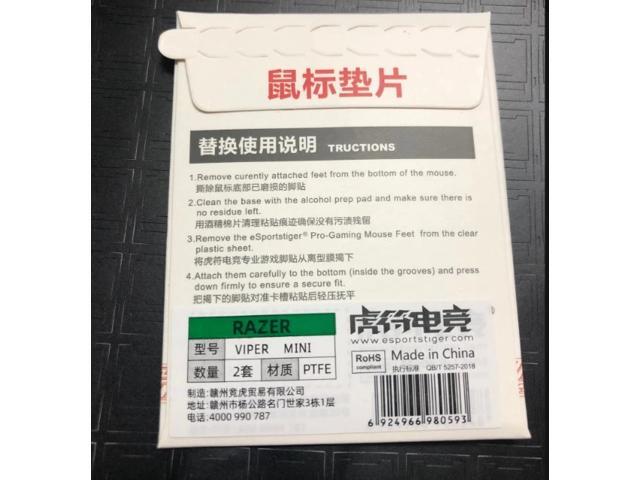 鼠标垫片
替换使用说明 TRUCTIONS
1.Remove curently attached feet from the bottom of the mouse.
撕除鼠标底部已磨损的脚贴
2.Clean the base with the alcohol prep pad and make sure there is
no residue left.
用酒精棉片清理粘贴痕迹确保没有污渍残留
3.Remove the eSportstiger® Pro-Gaming Mouse Feet from the clear
plastic sheet.
将虎符电竞专业游戏脚贴从离型膜揭下
4.Attach them carefully to the bottom (inside the grooves) and press
down firmly to ensure a secure fit.
把揭下的脚贴对准卡槽粘贴后轻压抚平
RAZER
型号 VIPER MINI
数量 2套 材质 PTFE
制造: 赣州竞虎贸易有限公司
地址: 赣州市杨公路名门世家3栋1层
电话: 4000 990 787
虎符电竞
www.esportstiger.com
RoHS
compliant
Made in China
执行标准 QB/T 5257-2018
6 924966 980593